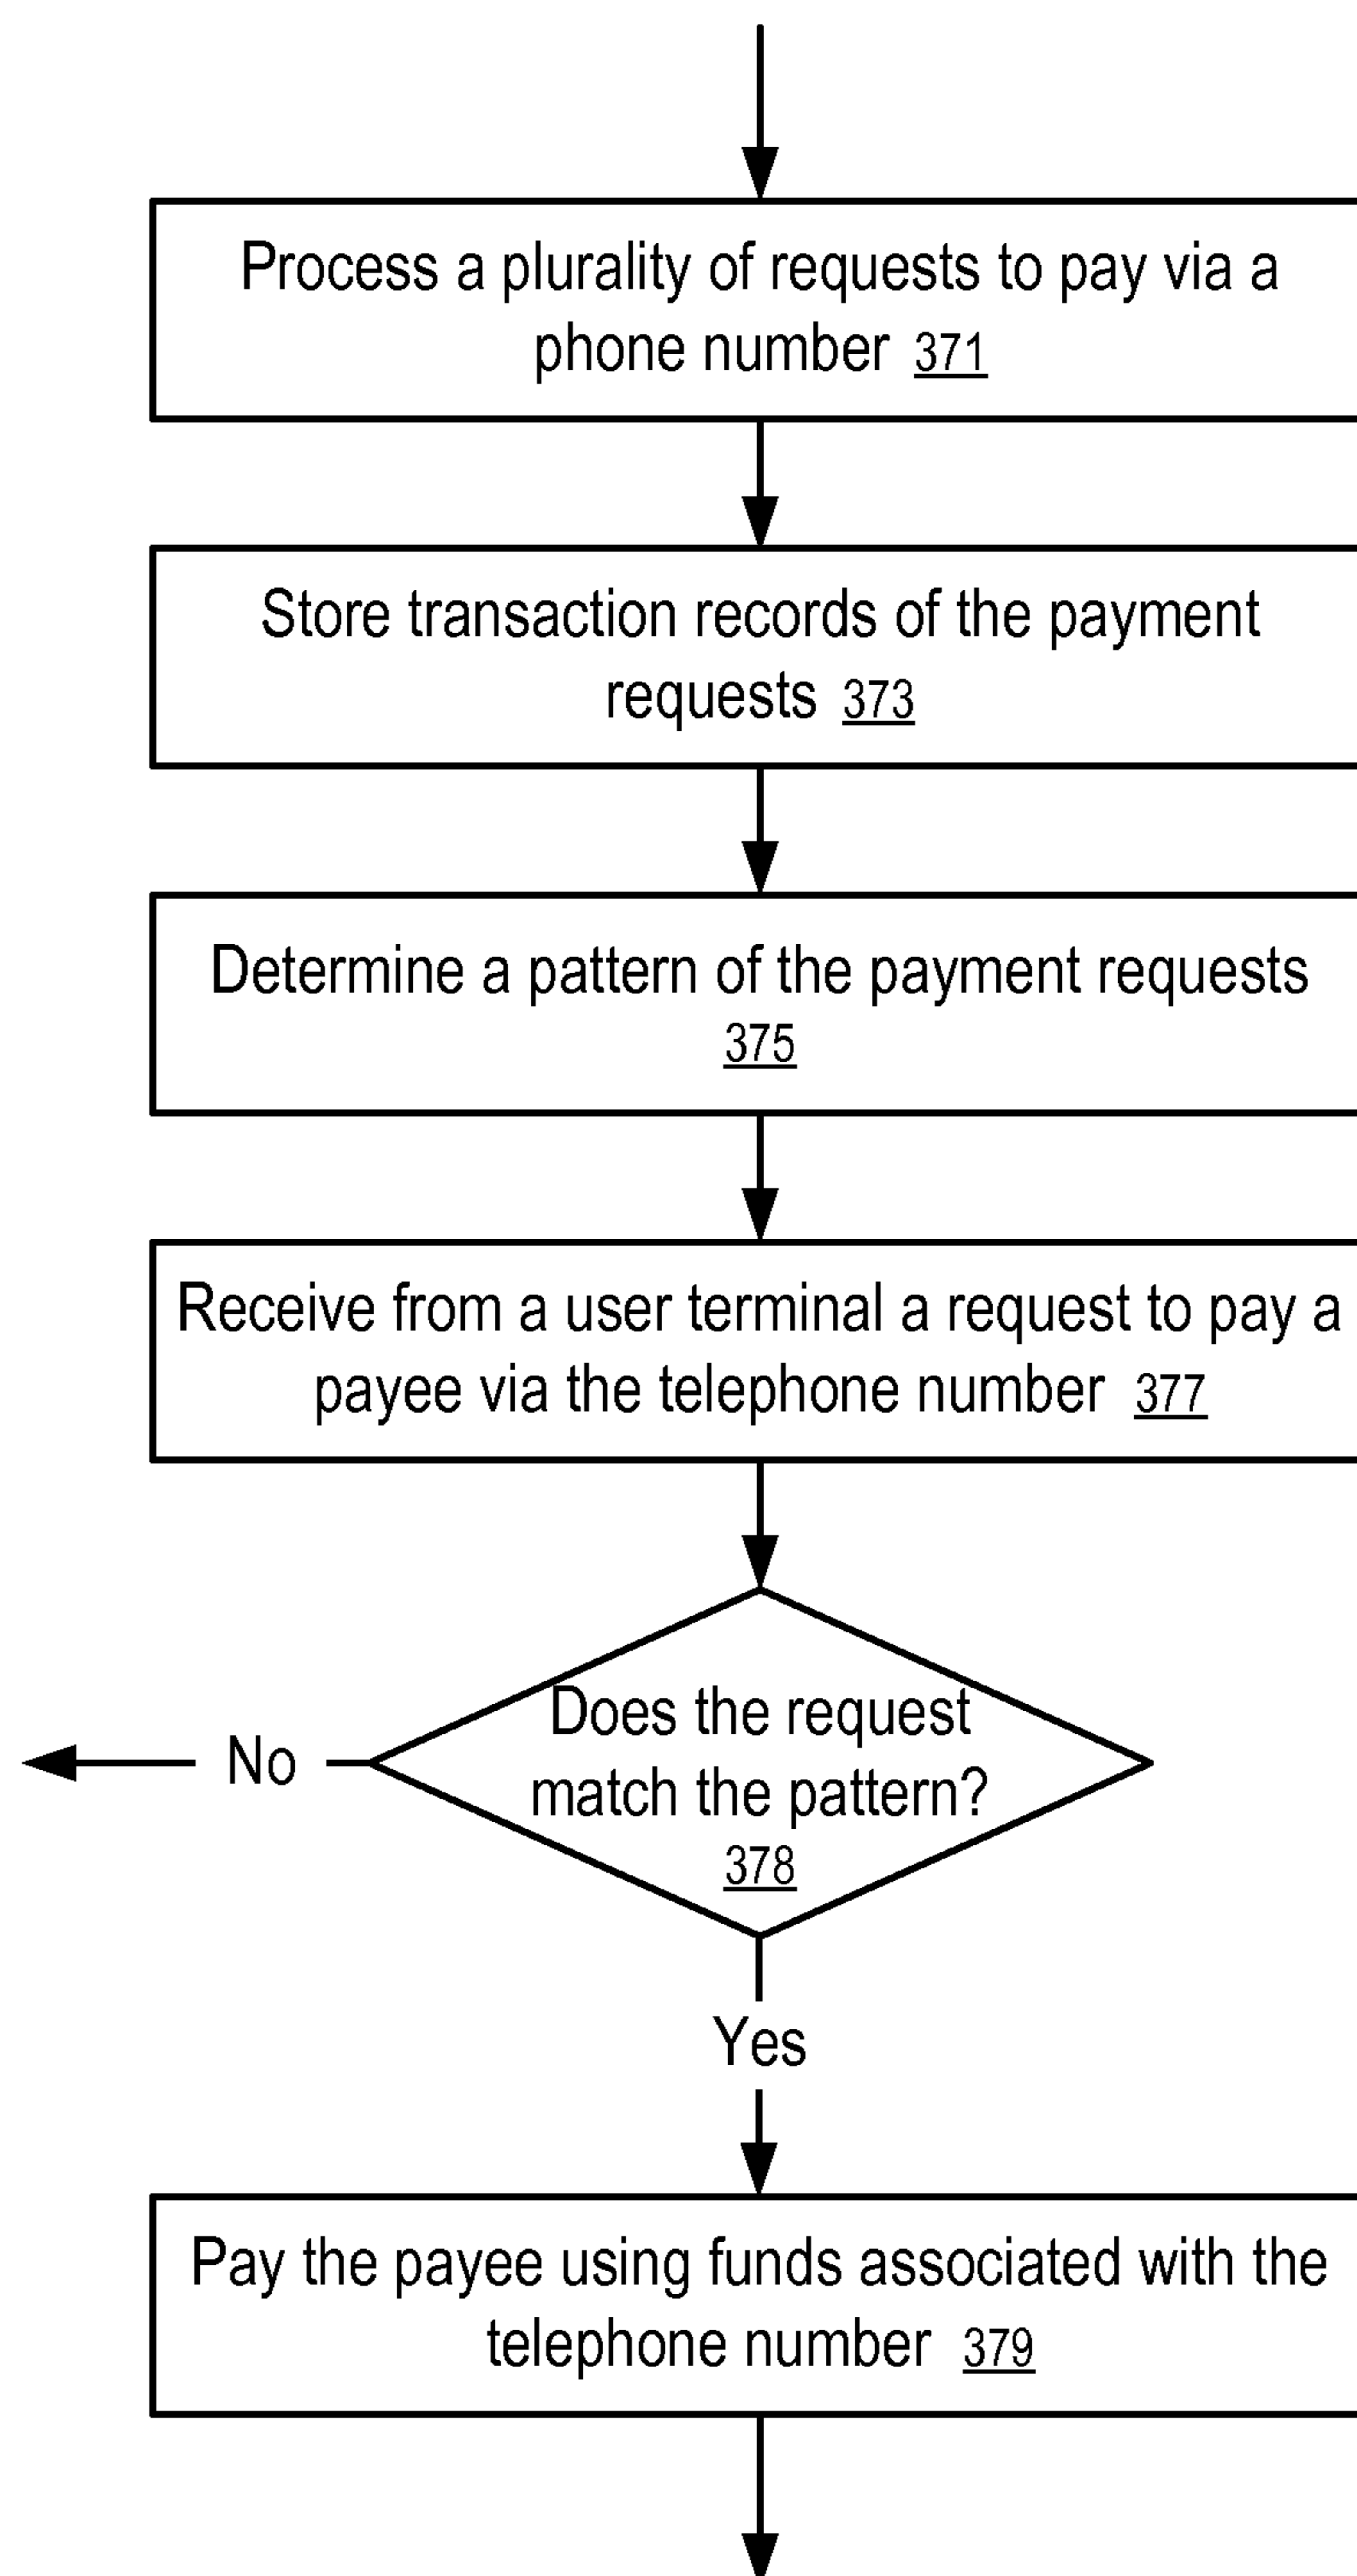 Process a plurality of requests to pay via a
phone number 371
Store transaction records of the payment
requests 373
Determine a pattern of the payment requests
375
Receive from a user terminal a request to pay a
payee via the telephone number 377
Does the request
match the pattern?
378
No
Yes
Pay the payee using funds associated with the
telephone number 379